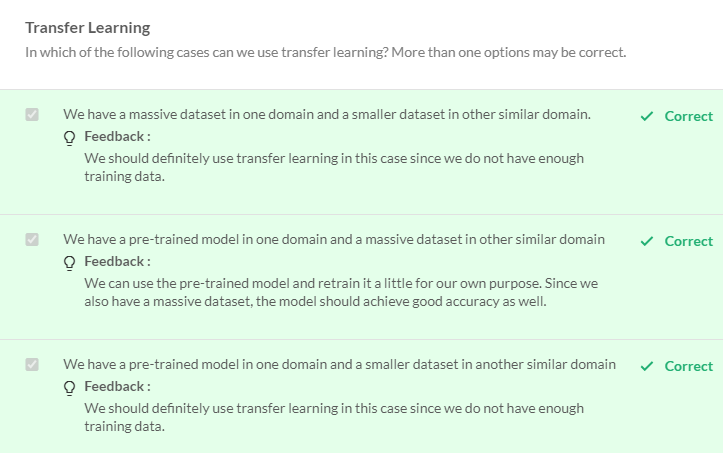 Transfer Learning
In which of the following cases can we use transfer learning? More than one options may be correct.
We have a massive dataset in one domain and a smaller dataset in other similar domain.
Correct
Feedback :
We should definitely use transfer learning in this case since we do not have enough
training data.
We have a pre-trained model in one domain and a massive dataset in other similar domain
Correct
Feedback :
We can use the pre-trained model and retrain it a little for our own purpose. Since we
also have a massive dataset, the model should achieve good accuracy as well.
We have a pre-trained model in one domain and a smaller dataset in another similar domain
Correct
Feedback :
We should definitely use transfer learning in this case since we do not have enough
training data.